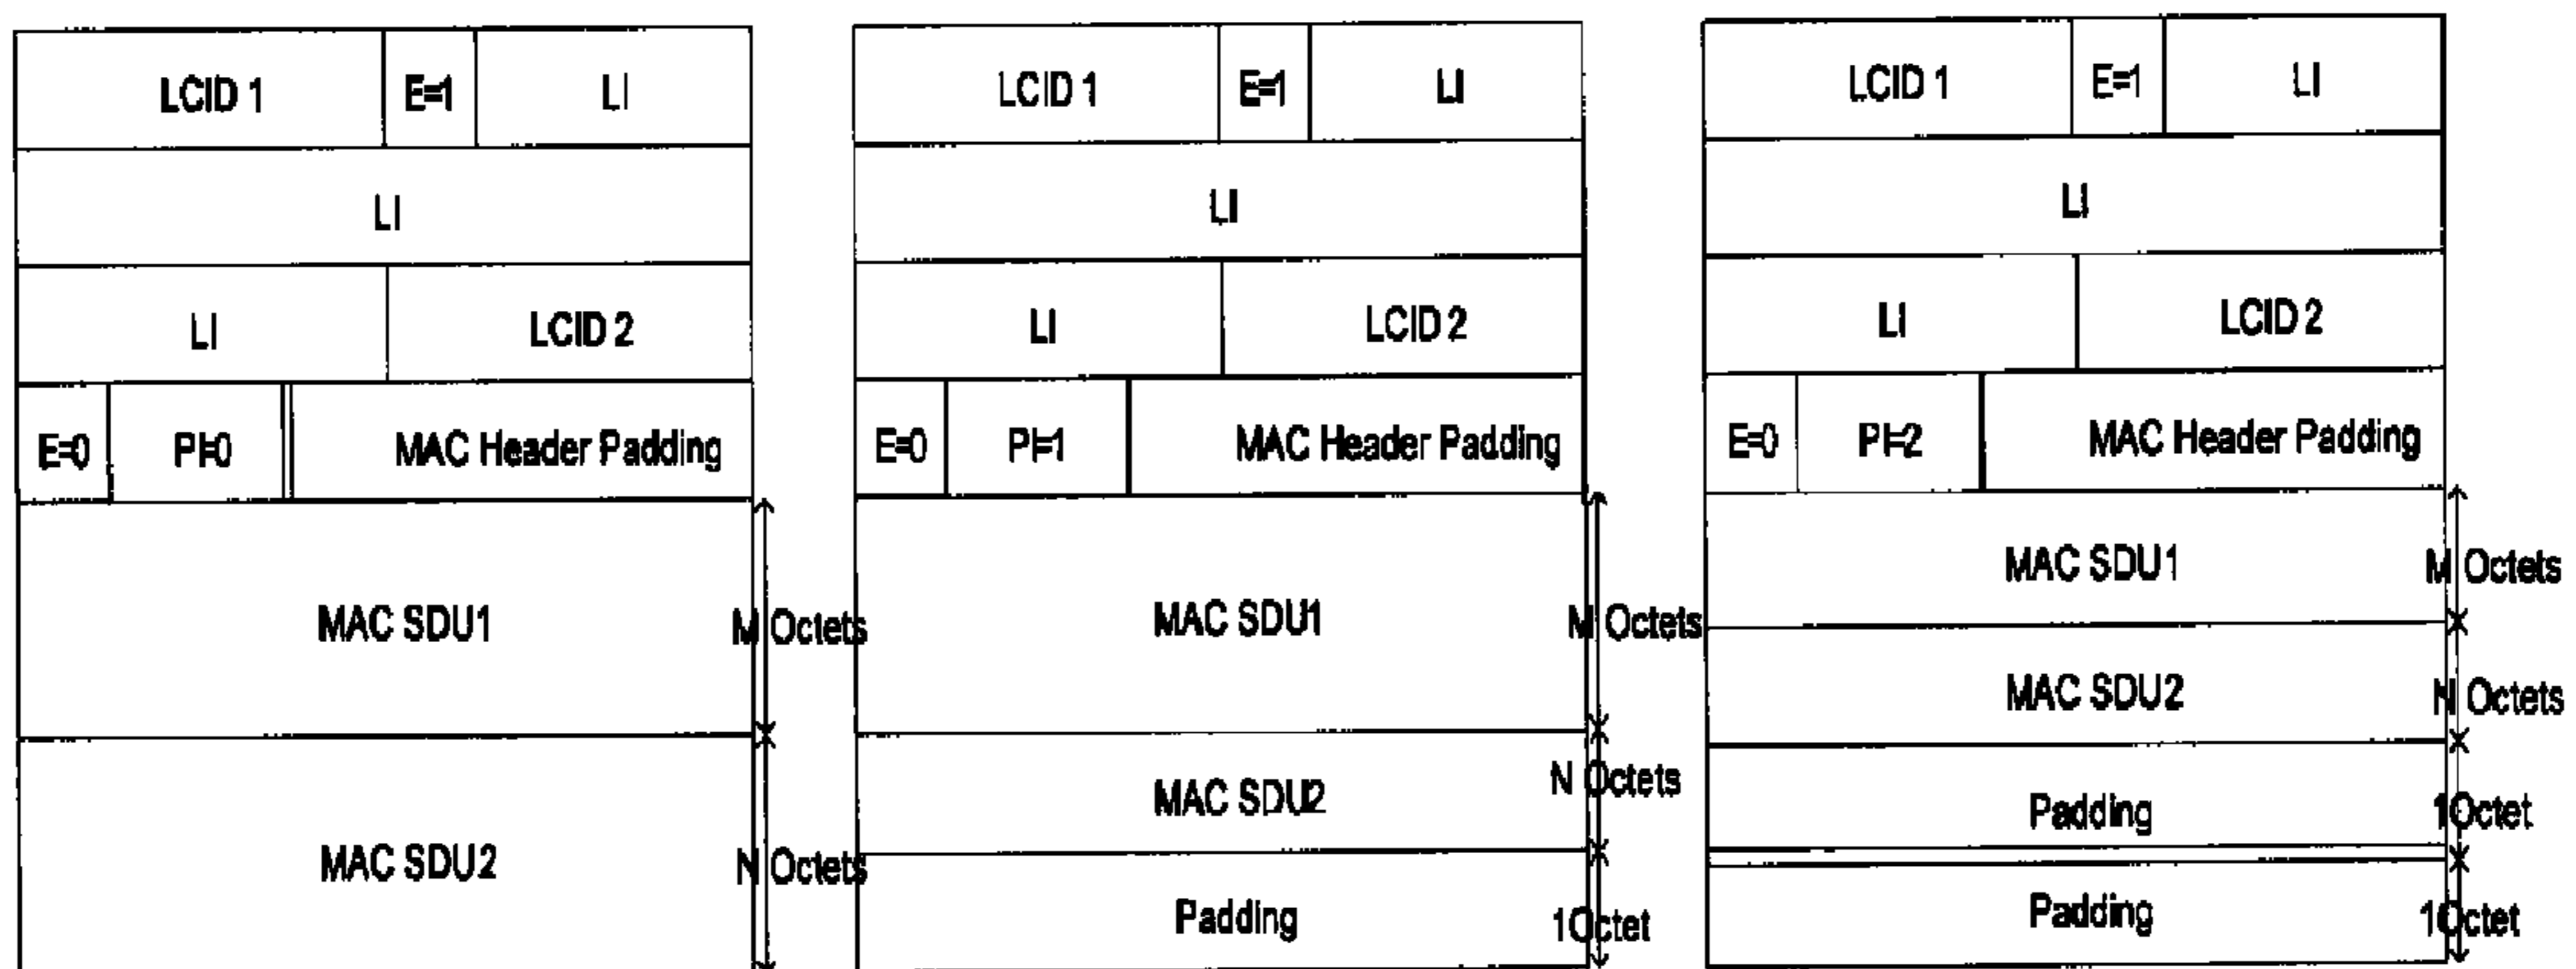 LCID 1 E=1 LI
LI
LI LCID 2
E=0 PI=0 MAC Header Padding
MAC SDU1
M Octets
MAC SDU2
N Octets
LCID 1 E=1 LI
LI
LI LCID 2
E=0 PI=1 MAC Header Padding
MAC SDU1
M Octets
MAC SDU2
N Octets
Padding
1Octet
LCID 1 E=1 LI
LI
LI LCID 2
E=0 PI=2 MAC Header Padding
MAC SDU1
M Octets
MAC SDU2
N Octets
Padding
1Octet
Padding
1Octet